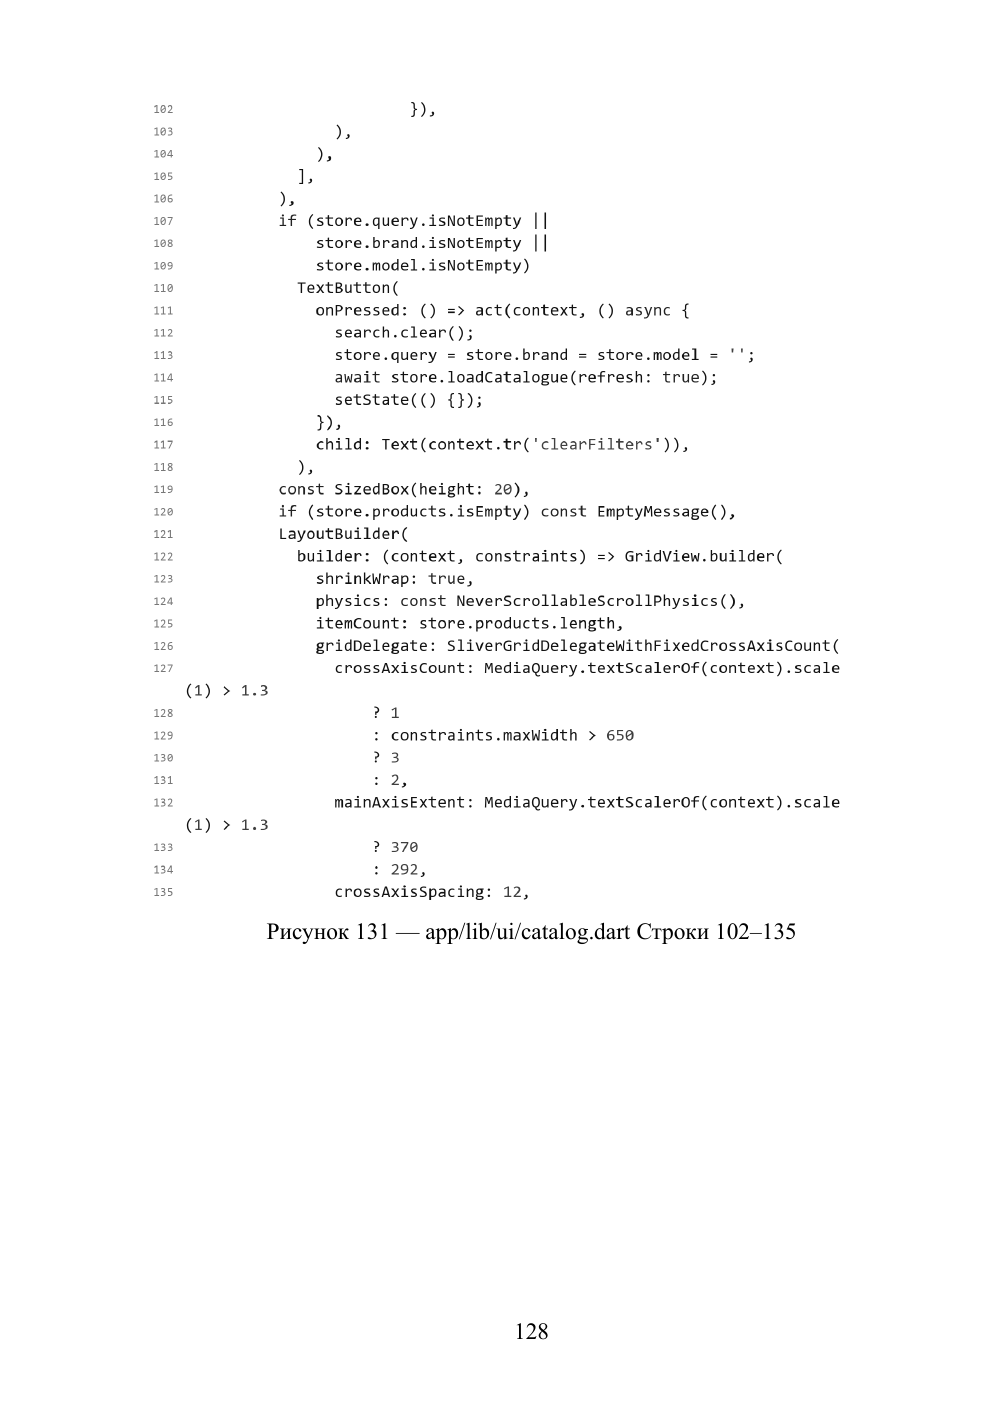 102                         }),
103                 ),
104               ),
105             ],
106           ),
107           if (store.query.isNotEmpty ||
108               store.brand.isNotEmpty ||
109               store.model.isNotEmpty)
110             TextButton(
111               onPressed: () => act(context, () async {
112                 search.clear();
113                 store.query = store.brand = store.model = '';
114                 await store.loadCatalogue(refresh: true);
115                 setState(() {});
116               }),
117               child: Text(context.tr('clearFilters')),
118             ),
119           const SizedBox(height: 20),
120           if (store.products.isEmpty) const EmptyMessage(),
121           LayoutBuilder(
122             builder: (context, constraints) => GridView.builder(
123               shrinkWrap: true,
124               physics: const NeverScrollableScrollPhysics(),
125               itemCount: store.products.length,
126               gridDelegate: SliverGridDelegateWithFixedCrossAxisCount(
127                 crossAxisCount: MediaQuery.textScalerOf(context).scale
(1) > 1.3
128                     ? 1
129                     : constraints.maxWidth > 650
130                     ? 3
131                     : 2,
132                 mainAxisExtent: MediaQuery.textScalerOf(context).scale
(1) > 1.3
133                     ? 370
134                     : 292,
135                 crossAxisSpacing: 12,
Рисунок 131 — app/lib/ui/catalog.dart Строки 102–135
128